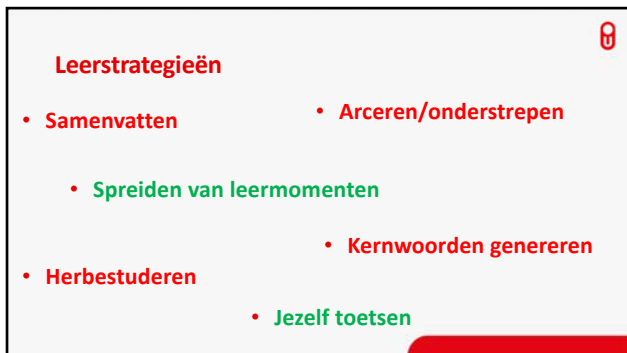 Leerstrategieën
• Samenvatten
• Arceren/onderstrepen
• Spreiden van leermomenten
• Kernwoorden genereren
• Herbestuderen
• Jezelf toetsen